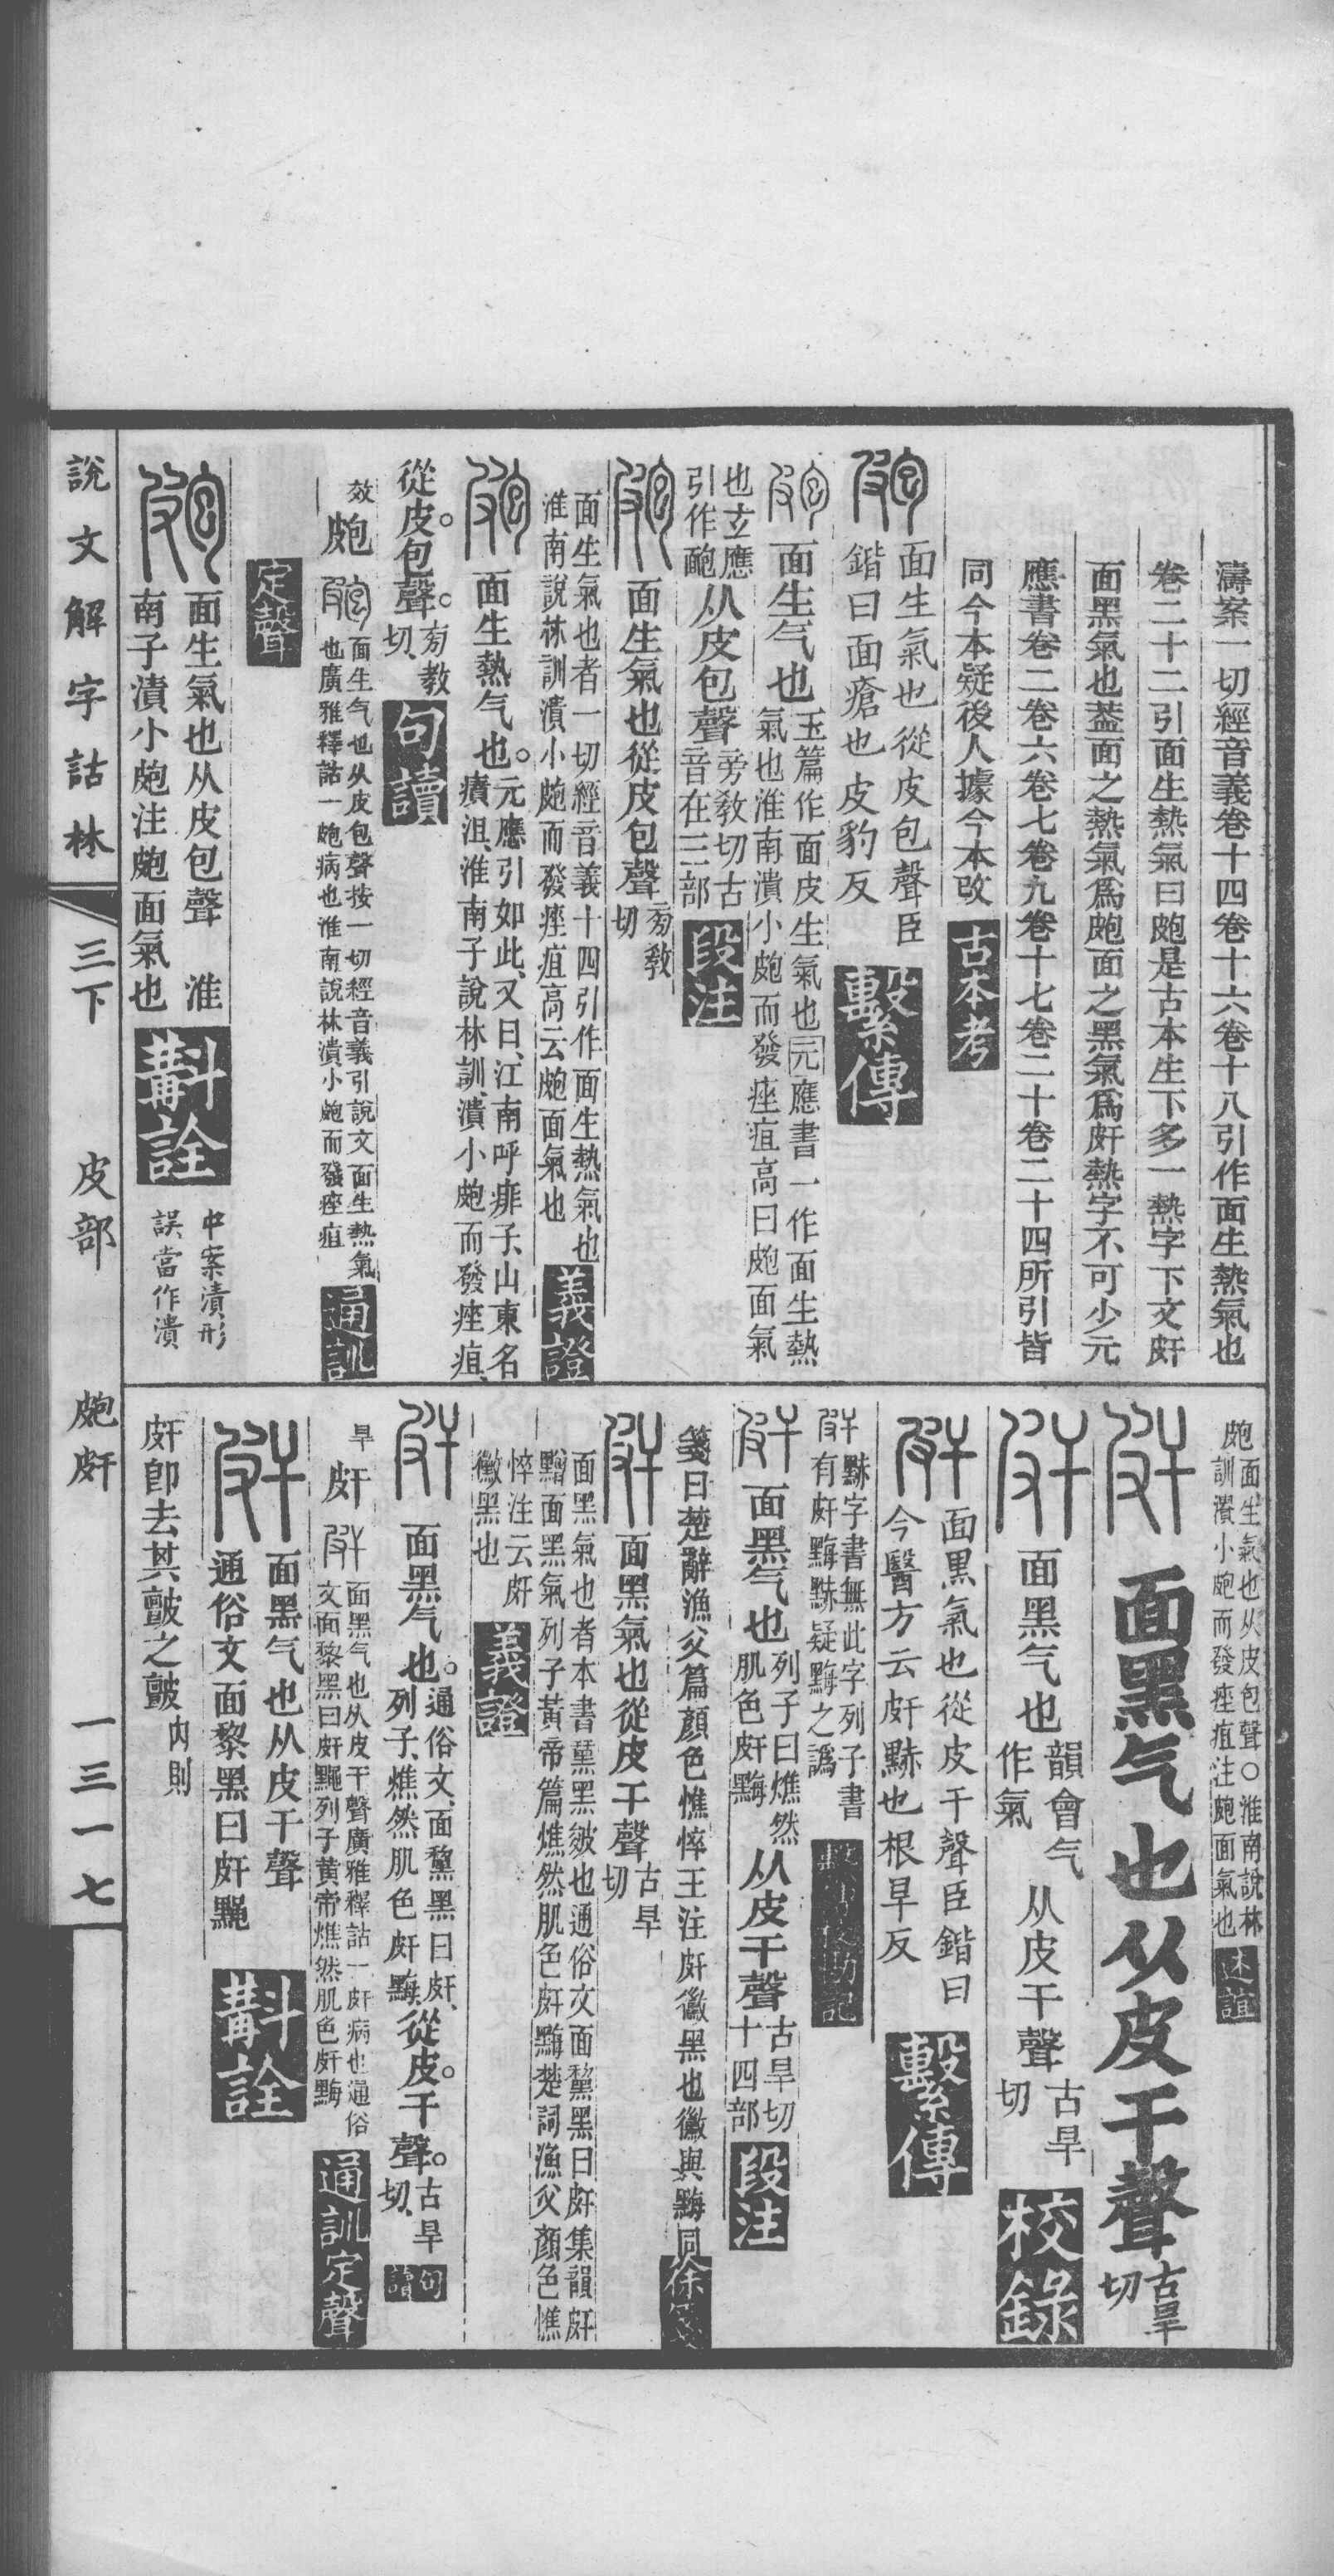 濤案一切經音義卷十四卷十六卷十八引作面生熱氣也
卷二十二引面生熱氣曰皰是古本生下多一熱字下文皯
面黑氣也葢面之熱氣爲皰面之黑氣爲皯熱字不可少元
應書卷二卷六卷七卷九卷十七卷二十卷二十四所引皆
同今本疑後人據今本改 古本考
面生氣也從皮包聲臣
鍇曰面瘡也 皮豹反 繫傳
面生气也
玉篇作面皮生氣也元應書一作面生熱
氣也淮南潰小皰而發痤疽高曰皰面氣
也玄應
引作靤
从皮包聲
旁敎切古
音在三部
段注
面生氣也從皮包聲
㫄敎
切
面生氣也者一切經音義十四引作面生熱氣也
淮南說林訓潰小皰而發痤疽高云皰面氣也
義證
面生熱气也。
元應引如此、又曰、江南呼痱子、山東名
癀沮、淮南子說林訓、潰小皰而發痤疽、
從皮。包聲。
㫄教
切、
句讀
效
皰
面生气也从皮包聲按一切經音義引說文面生熱氣
也廣雅釋詁一皰病也淮南說林潰小皰而發痤疽
通訓
定聲
面生氣也从皮包聲 淮
南子漬小皰注皰面氣也
斠詮
中案漬形
誤當作潰
皰面生氣也从皮包聲○淮南說林
訓潰小皰而發痤疽注皰面氣也
述誼
面黑气也从皮干聲
古旱
切
面黑气也
韻會气
作氣
从皮干聲
古旱
切
校錄
面黑氣也從皮干聲臣鍇曰
今醫方云皯䵟也根旱反
繫傳
䵟字書無此字列子書
有皯黣䵟疑黣之譌
繫傳校勘記
面黑气也
列子曰燋然
肌色皯黣
从皮干聲
古旱切
十四部
段注
箋曰楚辭漁父篇顏色憔悴王注皯黴黑也黴與黣同
徐箋
面黑氣也從皮干聲
古旱
切
面黑氣也者本書䵴黑皴也通俗文面黧黑曰皯集韻皯
䵳面黑氣列子黃帝篇燋然肌色皯黣楚詞漁父顏色憔
悴注云皯
黴黑也
義證
面黑气也。
通俗文、面黧黑曰皯、
列子、燋然肌色皯黣、
從皮。干聲。
古旱
切、
句讀
旱
皯
面黑气也从皮干聲廣雅釋詁一皯病也通俗
文面黎黑曰皯䵳列子黃帝燋然肌色皯黣
通訓定聲
面黑气也从皮干聲
通俗文面黎黑曰皯䵳
斠詮
皯卽去其皽之皽
內則
說文解字詁林
三下
皮部
皰皯
一三一七